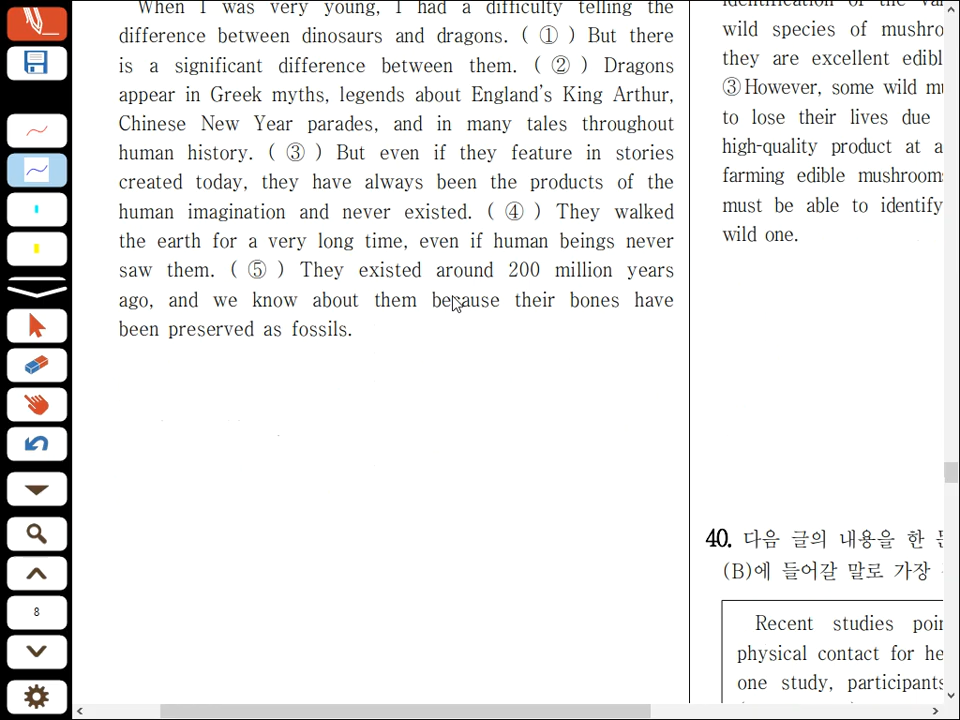 When I was very young, I had a difficulty telling the
difference between dinosaurs and dragons. ( ① ) But there
is a significant difference between them. ( ② ) Dragons
appear in Greek myths, legends about England's King Arthur,
Chinese New Year parades, and in many tales throughout
human history. ( ③ ) But even if they feature in stories
created today, they have always been the products of the
human imagination and never existed. ( ④ ) They walked
the earth for a very long time, even if human beings never
saw them. ( ⑤ ) They existed around 200 million years
ago, and we know about them because their bones have
been preserved as fossils.
wild species of mushro
they are excellent edibl
③However, some wild mu
to lose their lives due
high-quality product at a
farming edible mushroom
must be able to identify
wild one.
40. 다음 글의 내용을 한
(B)에 들어갈 말로 가장
Recent studies poin
physical contact for he
one study, participants
8